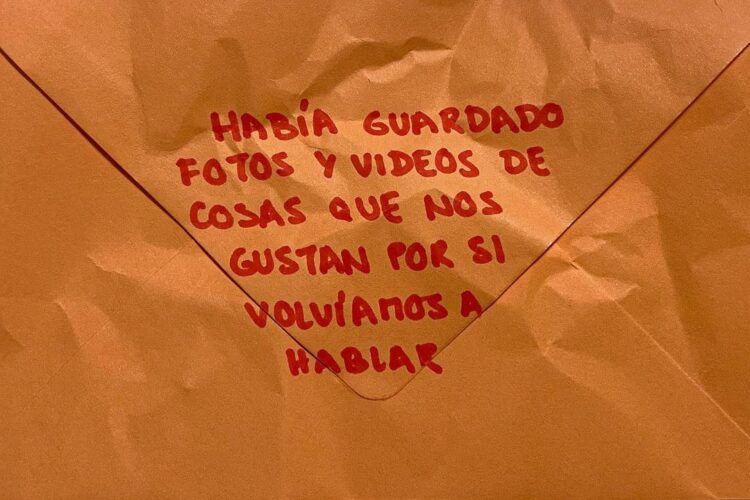 HABÍA GUARDADO
FOTOS Y VIDEOS DE
COSAS QUE NOS
GUSTAN POR SI
VOLVÍAMOS A
HABLAR